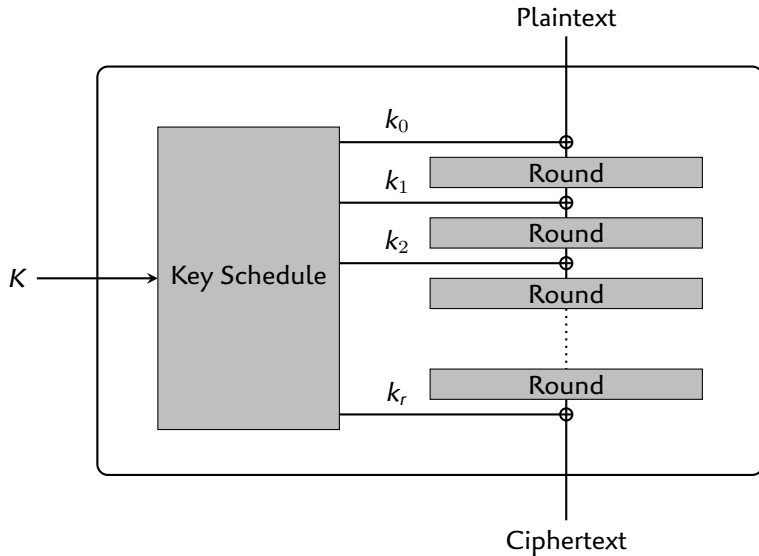 Plaintext
k₀
Round
k₁
Round
k₂
K
Key Schedule
Round
kᵣ
Round
Ciphertext